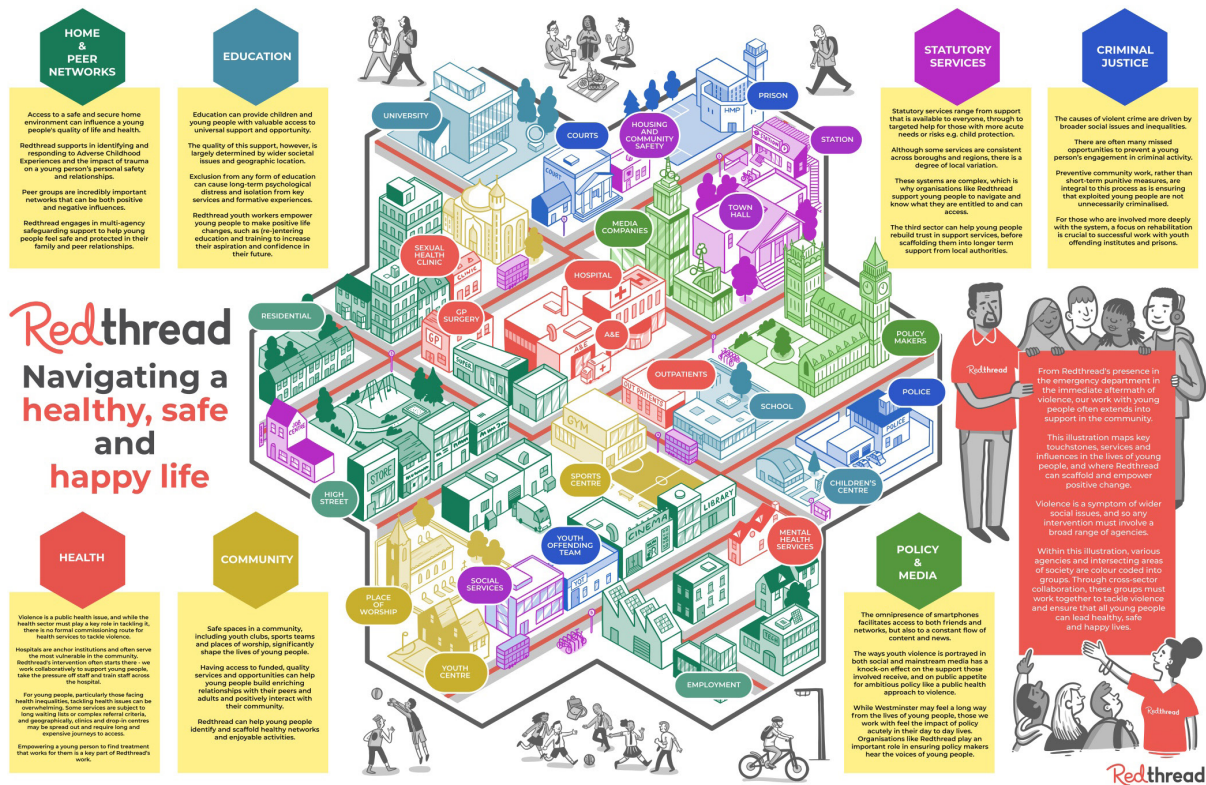 HOME
&
PEER
NETWORKS
Access to a safe and secure home
environment can influence a young
people's quality of life and health.
Redthread supports in identifying and
responding to Adverse Childhood
Experiences and the impact of trauma
on a young person's personal safety
and relationships.
Peer groups are incredibly important
networks that can be both positive
and negative influences.
Redthread engages in multi-agency
safeguarding support to help young
people feel safe and protected in their
family and peer relationships.
EDUCATION
Education can provide children and
young people with valuable access to
universal support and opportunity.
The quality of this support, however, is
largely determined by wider societal
issues and geographic location.
Exclusion from any form of education
can cause long-term psychological
distress and isolation from key
services and formative experiences.
Redthread youth workers empower
young people to make positive life
changes, such as (re-)entering
education and training to increase
their aspiration and confidence in
their future.
STATUTORY
SERVICES
Statutory services range from support
that is available to everyone, through to
targeted help for those with more acute
needs or risks e.g. child protection.
Although some services are consistent
across boroughs and regions, there is a
degree of local variation.
These systems are complex, which is
why organisations like Redthread
support young people to navigate and
know what they are entitled to and can
access.
The third sector can help young people
rebuild trust in support services, before
scaffolding them into longer term
support from local authorities.
CRIMINAL
JUSTICE
The causes of violent crime are driven by
broader social issues and inequalities.
There are often many missed
opportunities to prevent a young
person's engagement in criminal activity.
Preventive community work, rather than
short-term punitive measures, are
integral to this process as is ensuring
that exploited young people are not
unnecessarily criminalised.
For those who are involved more deeply
with the system, a focus on rehabilitation
is crucial to successful work with youth
offending institutes and prisons.
Redthread
Navigating a
healthy, safe
and
happy life
UNIVERSITY
COURTS
COURT
HOUSING
AND
COMMUNITY
SAFETY
PRISON
HMP
STATION
STATION
TOWN
HALL
MEDIA
COMPANIES
SEXUAL
HEALTH
CLINIC
CLINIC
HOSPITAL
GP
SURGERY
GP
A&E
A&E
RESIDENTIAL
POLICY
MAKERS
SUPER
OUTPATIENTS
OUT PATIENTS
SCHOOL
POLICE
POLICE
JOB
CENTRE
GYM
STORE
HIGH
STREET
SPORTS
CENTRE
CHILDREN'S
CENTRE
LIBRARY
CINEMA
YOUTH
OFFENDING
TEAM
YOT
MENTAL
HEALTH
SERVICES
SOCIAL
SERVICES
PLACE
OF
WORSHIP
YOUTH
CENTRE
EMPLOYMENT
TEAM
Redthread
From Redthread's presence in
the emergency department in
the immediate aftermath of
violence, our work with young
people often extends into
support in the community.
This illustration maps key
touchstones, services and
influences in the lives of young
people, and where Redthread
can scaffold and empower
positive change.
Violence is a symptom of wider
social issues, and so any
intervention must involve a
broad range of agencies.
Within this illustration, various
agencies and intersecting areas
of society are colour coded into
groups. Through cross-sector
collaboration, these groups must
work together to tackle violence
and ensure that all young people
can lead healthy, safe
and happy lives.
HEALTH
Violence is a public health issue, and while the
health sector must play a key role in tackling it,
there is no formal commissioning route for
health services to tackle violence.
Hospitals are anchor institutions and often serve
the most vulnerable in the community.
Redthread's intervention often starts there - we
work collaboratively to support young people,
take the pressure off staff and train staff across
the hospital.
For young people, particularly those facing
health inequalities, tackling health issues can be
overwhelming. Some services are subject to
long waiting lists or complex referral criteria,
and geographically, clinics and drop-in centres
may be spread out and require long and
expensive journeys to access.
Empowering a young person to find treatment
that works for them is a key part of Redthread's
work.
COMMUNITY
Safe spaces in a community,
including youth clubs, sports teams
and places of worship, significantly
shape the lives of young people.
Having access to funded, quality
services and opportunities can help
young people build enriching
relationships with their peers and
adults and positively interact with
their community.
Redthread can help young people
identify and scaffold healthy networks
and enjoyable activities.
POLICY
&
MEDIA
The omnipresence of smartphones
facilitates access to both friends and
networks, but also to a constant flow of
content and news.
The ways youth violence is portrayed in
both social and mainstream media has a
knock-on effect on the support those
involved receive, and on public appetite
for ambitious policy like a public health
approach to violence.
While Westminster may feel a long way
from the lives of young people, those we
work with feel the impact of policy
acutely in their day to day lives.
Organisations like Redthread play an
important role in ensuring policy makers
hear the voices of young people.
Redthread
Redthread